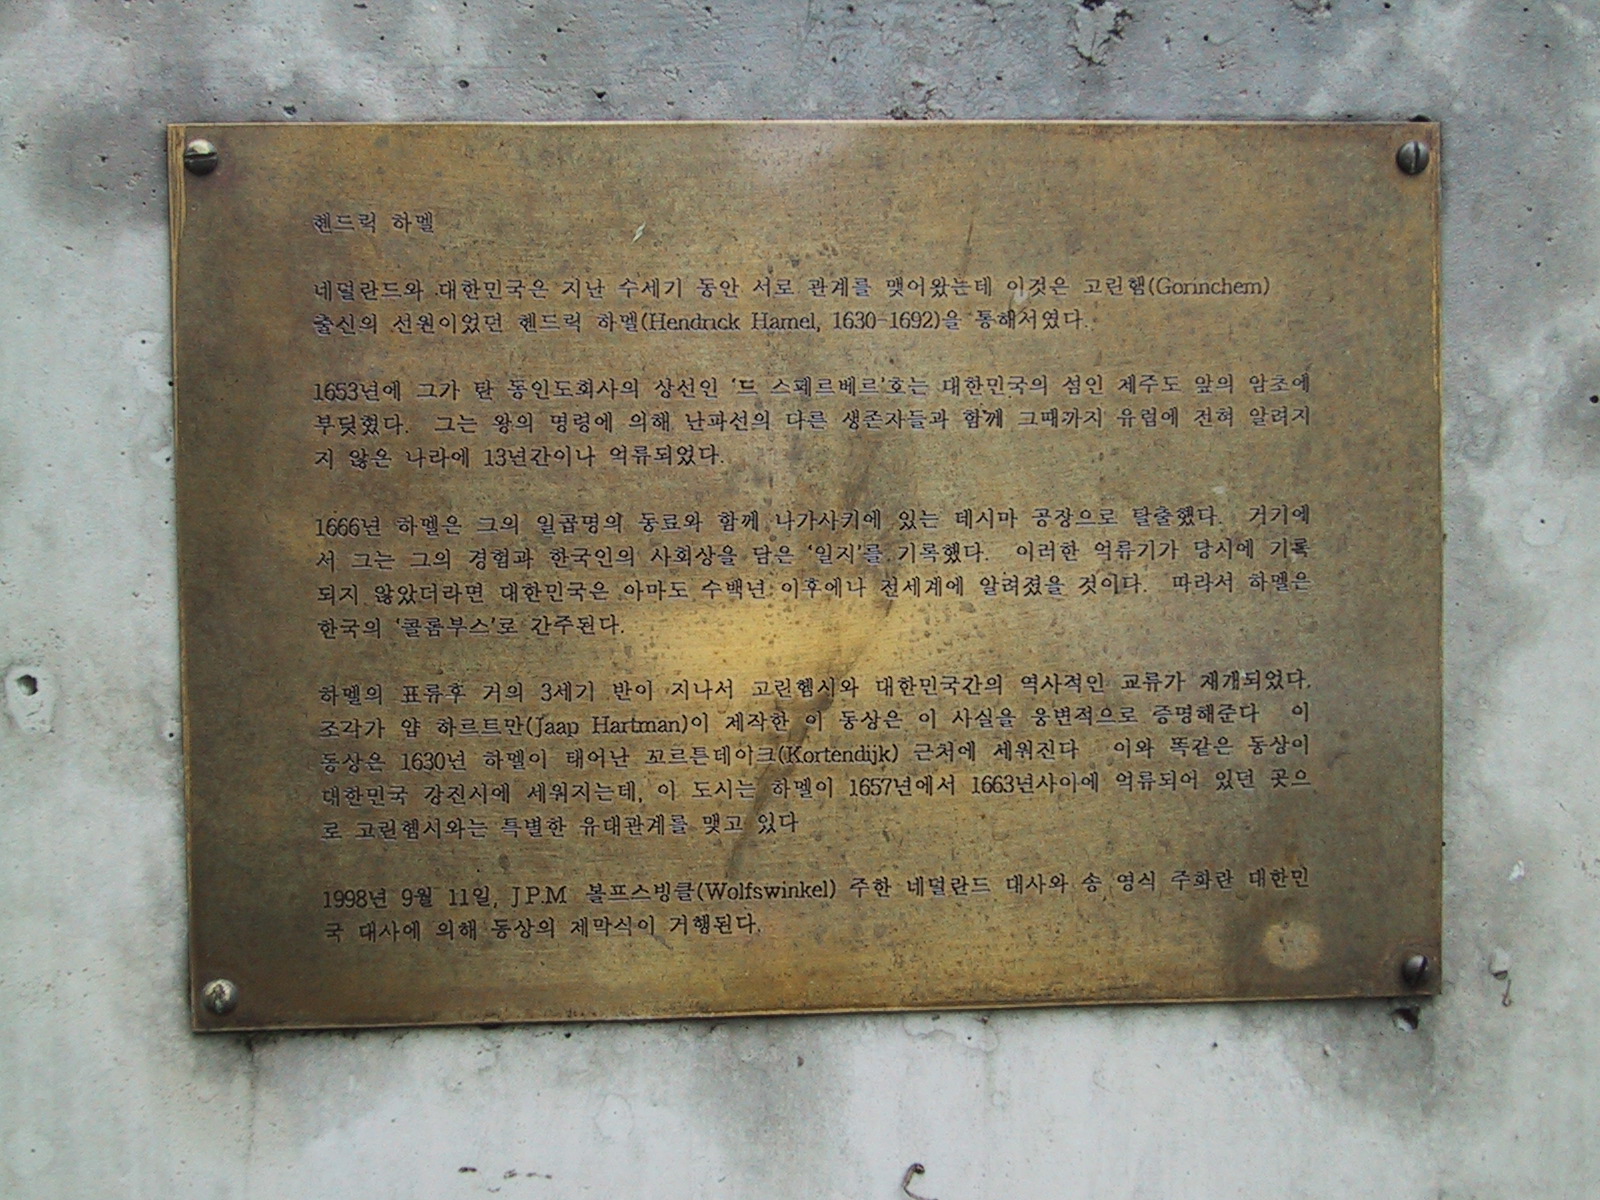 헨드릭 하멜
네덜란드와 대한민국은 지난 수세기 동안 서로 관계를 맺어왔는데 이것은 고린헴(Gorinchem)
출신의 선원이었던 헨드릭 하멜(Hendrick Hamel, 1630-1692)을 통해서였다.
1653년에 그가 탄 동인도회사의 상선인 '드 스페르베르'호는 대한민국의 섬인 제주도 앞의 암초에
부딪혔다. 그는 왕의 명령에 의해 난파선의 다른 생존자들과 함께 그때까지 유럽에 전혀 알려지
지 않은 나라에 13년간이나 억류되었다.
1666년 하멜은 그의 일곱명의 동료와 함께 나가사키에 있는 데시마 공장으로 탈출했다. 거기에
서 그는 그의 경험과 한국인의 사회상을 담은 '일지'를 기록했다. 이러한 억류기가 당시에 기록
되지 않았더라면 대한민국은 아마도 수백년 이후에나 전세계에 알려졌을 것이다. 따라서 하멜은
한국의 '콜롬부스'로 간주된다.
하멜의 표류후 거의 3세기 반이 지나서 고린헴시와 대한민국간의 역사적인 교류가 재개되었다.
조각가 얍 하르트만(Jaap Hartman)이 제작한 이 동상은 이 사실을 웅변적으로 증명해준다 이
동상은 1630년 하멜이 태어난 꼬르튼데이크(Kortendijk) 근처에 세워진다 이와 똑같은 동상이
대한민국 강진시에 세워지는데, 이 도시는 하멜이 1657년에서 1663년사이에 억류되어 있던 곳으
로 고린헴시와는 특별한 유대관계를 맺고 있다
1998년 9월 11일, J.P.M 볼프스빙클(Wolfswinkel) 주한 네덜란드 대사와 송 영식 주화란 대한민
국 대사에 의해 동상의 제막식이 거행된다.